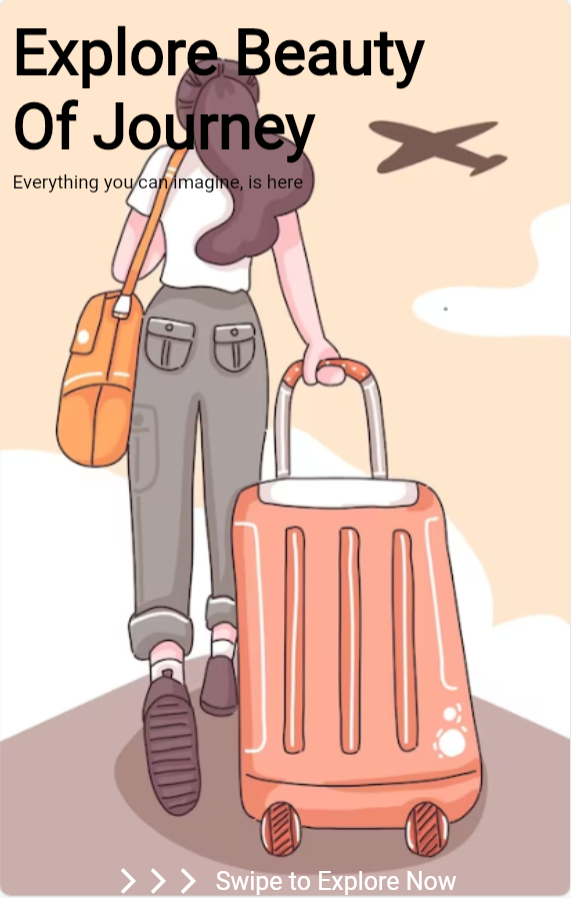 Explore Beauty
Of Journey
Everything you can imagine, is here
Swipe to Explore Now